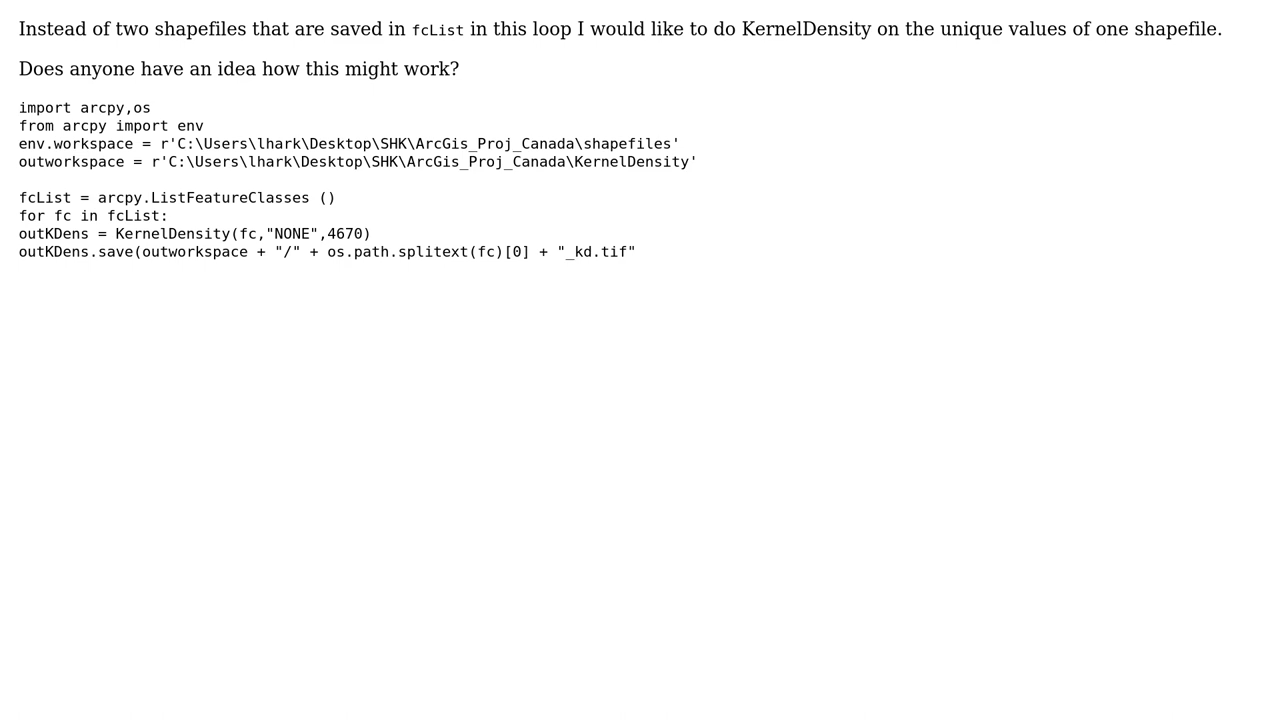 Instead of two shapefiles that are saved in fcList in this loop I would like to do KernelDensity on the unique values of one shapefile.
Does anyone have an idea how this might work?
import arcpy,os
from arcpy import env
env.workspace = r'C:\Users\lhark\Desktop\SHK\ArcGis_Proj_Canada\shapefiles'
outworkspace = r'C:\Users\lhark\Desktop\SHK\ArcGis_Proj_Canada\KernelDensity'
fcList = arcpy.ListFeatureClasses ()
for fc in fcList:
outKDens = KernelDensity(fc,"NONE",4670)
outKDens.save(outworkspace + "/" + os.path.splitext(fc)[0] + "_kd.tif"